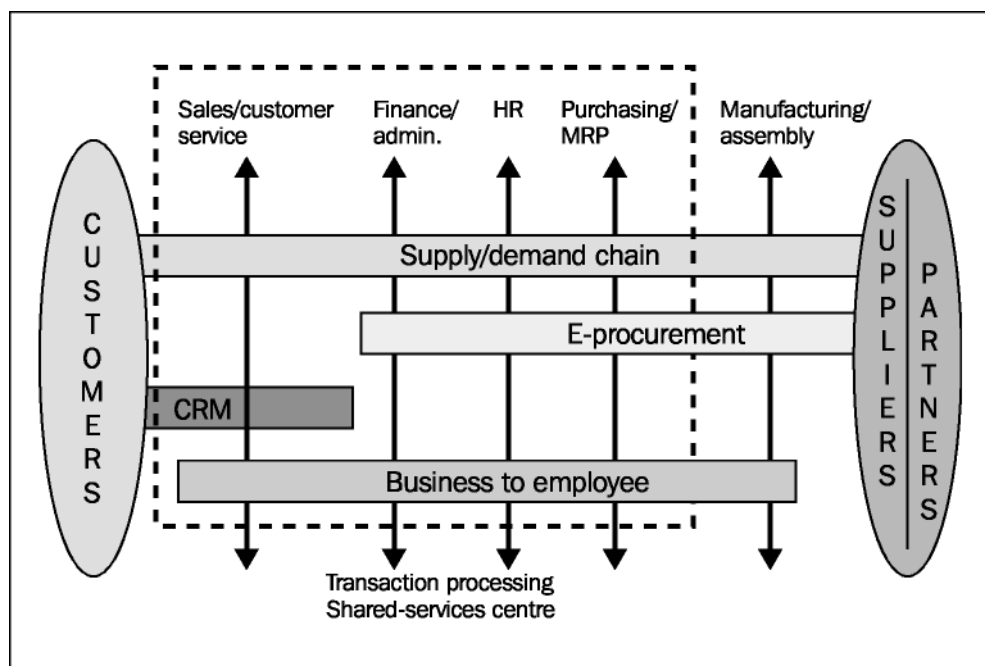 Sales/customer
service
Finance/
admin.
HR
Purchasing/
MRP
Manufacturing/
assembly
CUSTOMERS
Supply/demand chain
E-procurement
CRM
Business to employee
SUPPLIERS
PARTNERS
Transaction processing
Shared-services centre